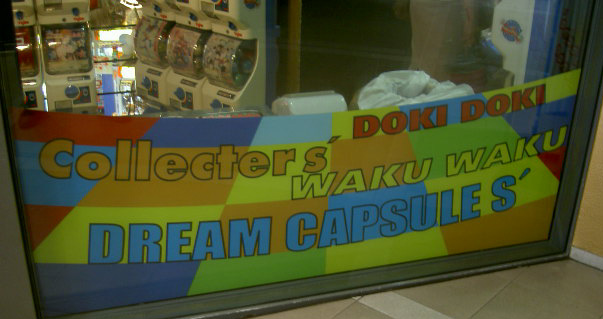 DOKI DOKI
Collecter s´
WAKU WAKU
DREAM CAPSULE S´